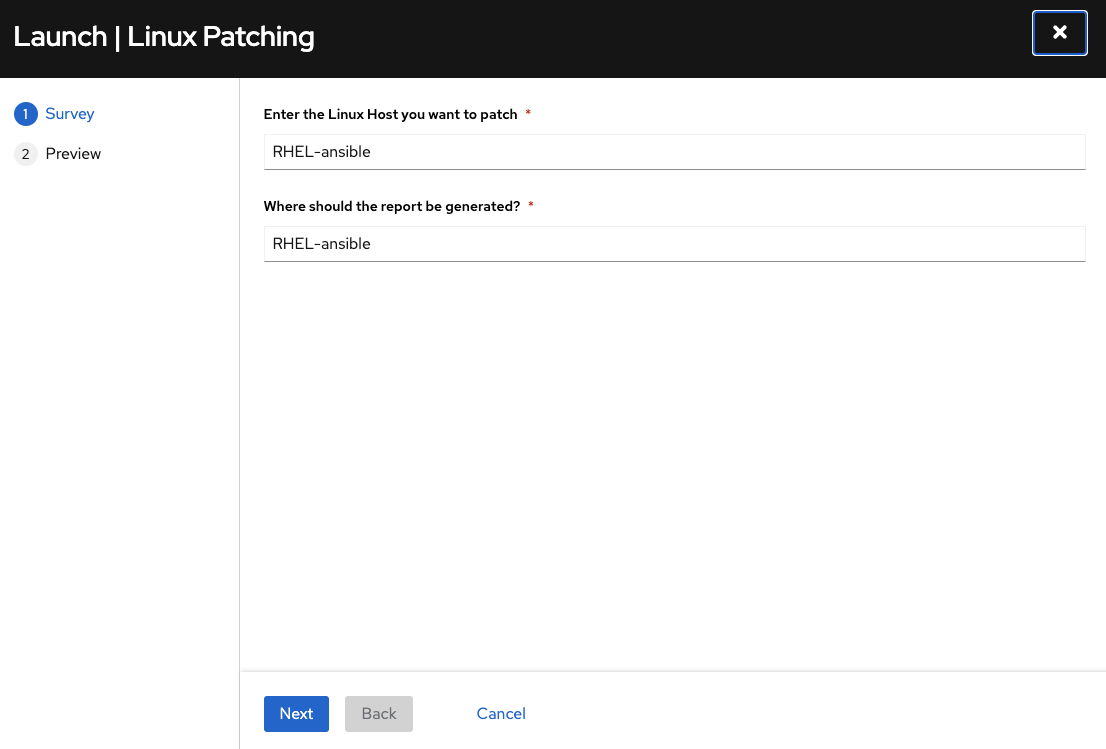 Launch | Linux Patching
1 Survey
2 Preview
Enter the Linux Host you want to patch *
RHEL-ansible
Where should the report be generated? *
RHEL-ansible
Next Back Cancel